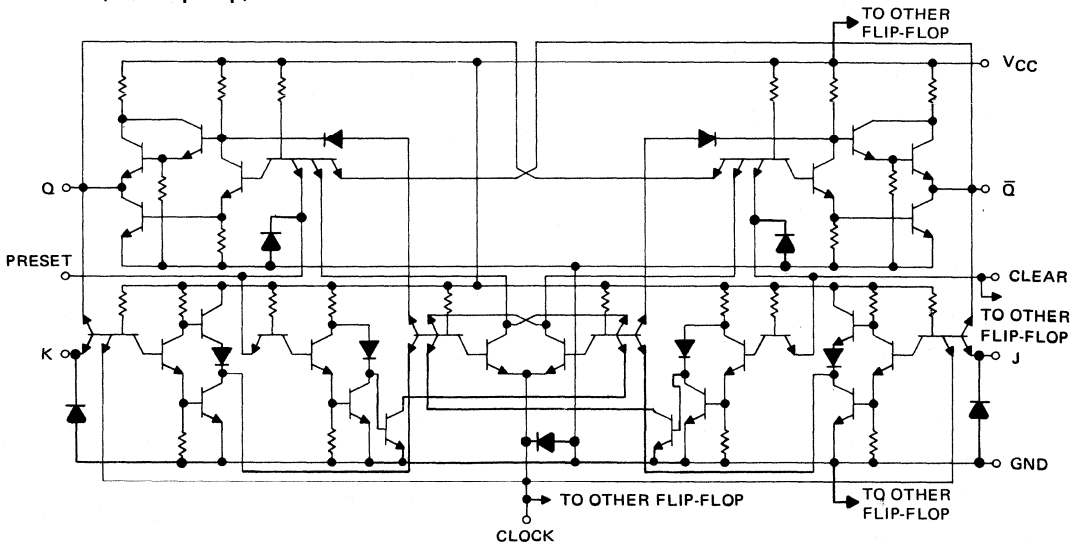 TO OTHER
FLIP-FLOP
VCC
Q
Q̅
PRESET
CLEAR
TO OTHER
FLIP-FLOP
K
J
GND
TO OTHER FLIP-FLOP
TO OTHER
FLIP-FLOP
CLOCK